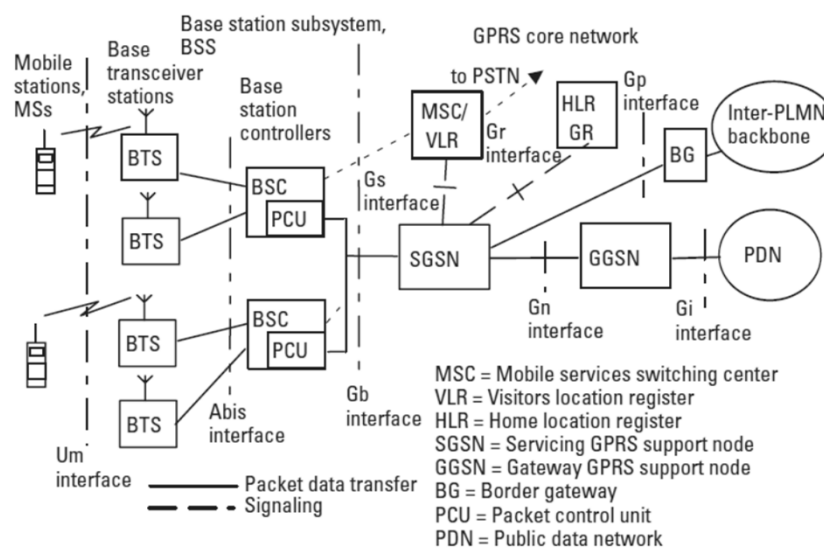 Base station subsystem,
BSS
GPRS core network
Mobile
stations,
MSs
Base
transceiver
stations
Base
station
controllers
to PSTN
MSC/
VLR
Gr
interface
HLR
GR
Gp
interface
Inter-PLMN
backbone
BG
BTS
BSC
PCU
Gs
interface
BTS
SGSN
GGSN
PDN
Gn
interface
Gi
interface
BTS
BSC
PCU
BTS
Abis
interface
Gb
interface
Um
interface
Packet data transfer
Signaling
MSC = Mobile services switching center
VLR = Visitors location register
HLR = Home location register
SGSN = Servicing GPRS support node
GGSN = Gateway GPRS support node
BG = Border gateway
PCU = Packet control unit
PDN = Public data network